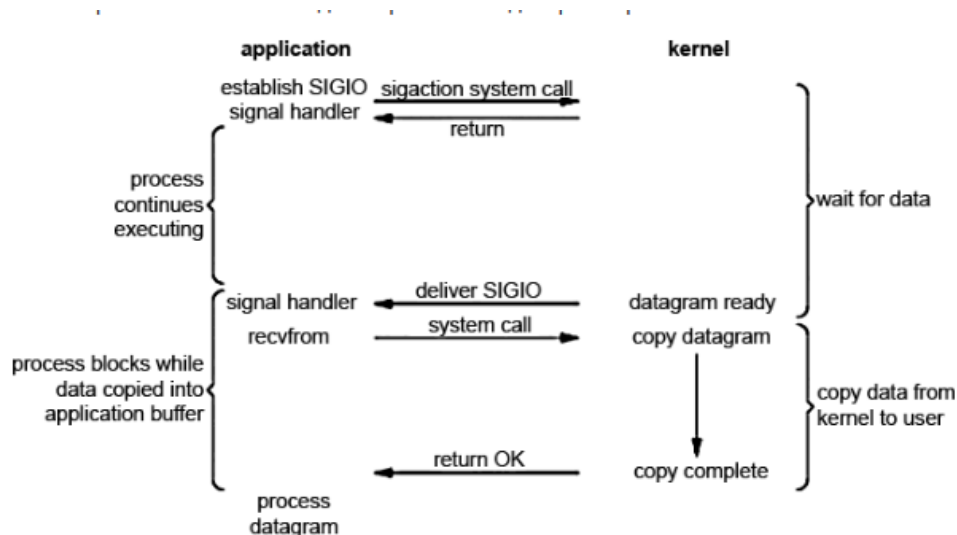 application
kernel
establish SIGIO
signal handler
sigaction system call
return
process
continues
executing
wait for data
signal handler
deliver SIGIO
datagram ready
recvfrom
system call
copy datagram
process blocks while
data copied into
application buffer
copy data from
kernel to user
return OK
copy complete
process
datagram